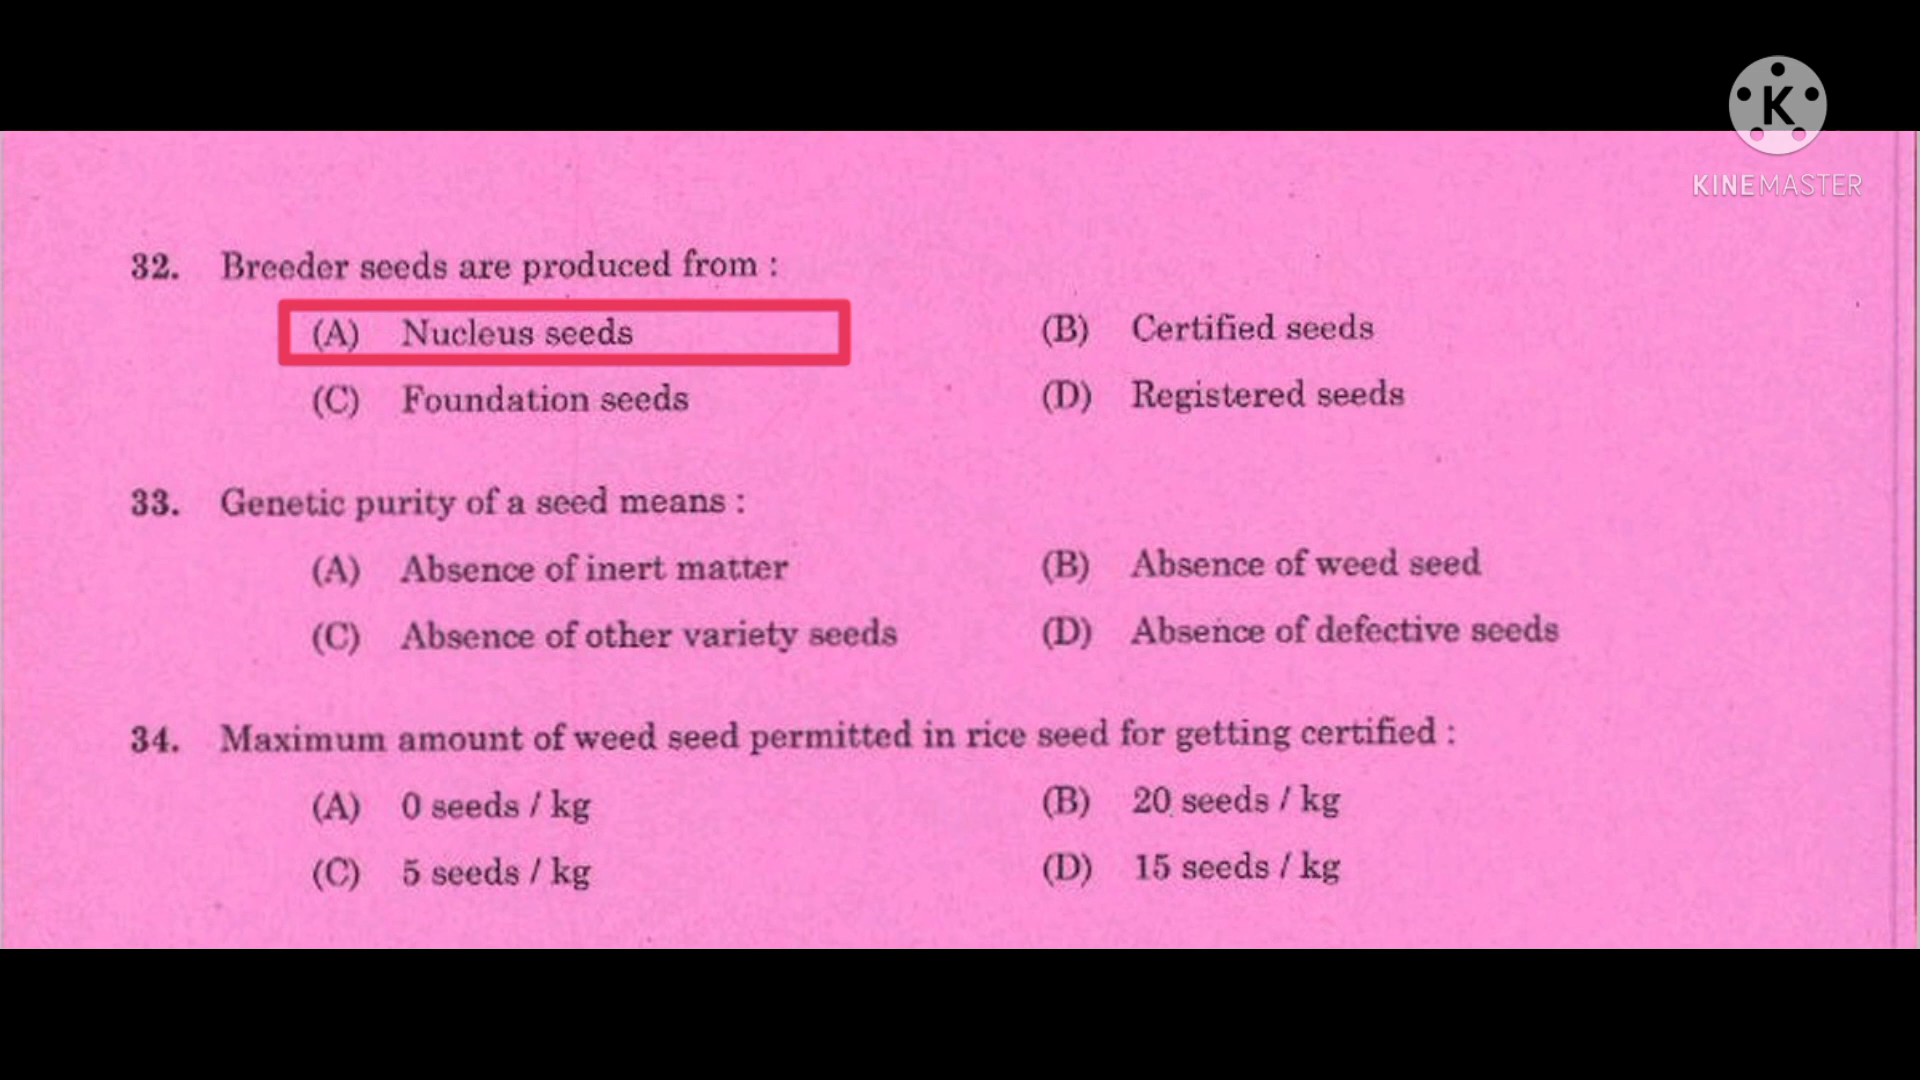 K
KINEMASTER
32. Breeder seeds are produced from :
(A) Nucleus seeds (B) Certified seeds
(C) Foundation seeds (D) Registered seeds
33. Genetic purity of a seed means :
(A) Absence of inert matter (B) Absence of weed seed
(C) Absence of other variety seeds (D) Absence of defective seeds
34. Maximum amount of weed seed permitted in rice seed for getting certified :
(A) 0 seeds / kg (B) 20 seeds / kg
(C) 5 seeds / kg (D) 15 seeds / kg